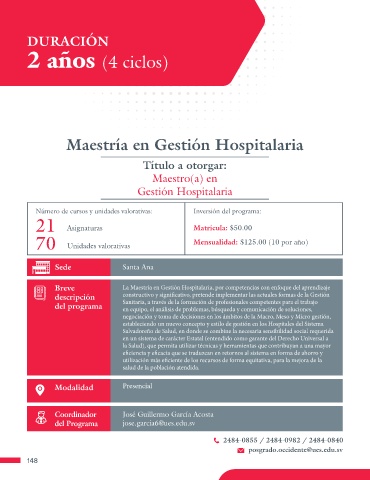 DURACIÓN
2 años (4 ciclos)
Maestría en Gestión Hospitalaria
Título a otorgar:
Maestro(a) en
Gestión Hospitalaria
Número de cursos y unidades valorativas:
21 Asignaturas
70 Unidades valorativas
Inversión del programa:
Matrícula: $50.00
Mensualidad: $125.00 (10 por año)
Sede
Santa Ana
Breve
descripción
del programa
La Maestría en Gestión Hospitalaria, por competencias con enfoque del aprendizaje
constructivo y significativo, pretende implementar las actuales formas de la Gestión
Sanitaria, a través de la formación de profesionales competentes para el trabajo
en equipo, el análisis de problemas, búsqueda y comunicación de soluciones,
negociación y toma de decisiones en los ámbitos de la Macro, Meso y Micro gestión,
estableciendo un nuevo concepto y estilo de gestión en los Hospitales del Sistema
Salvadoreño de Salud, en donde se combine la necesaria sensibilidad social requerida
en un sistema de carácter Estatal (entendido como garante del Derecho Universal a
la Salud), que permita utilizar técnicas y herramientas que contribuyan a una mayor
eficiencia y eficacia que se traduzcan en retornos al sistema en forma de ahorro y
utilización más eficiente de los recursos de forma equitativa, para la mejora de la
salud de la población atendida.
Modalidad
Presencial
Coordinador
del Programa
José Guillermo García Acosta
jose.garcia6@ues.edu.sv
2484-0855 / 2484-0982 / 2484-0840
posgrado.occidente@ues.edu.sv
148